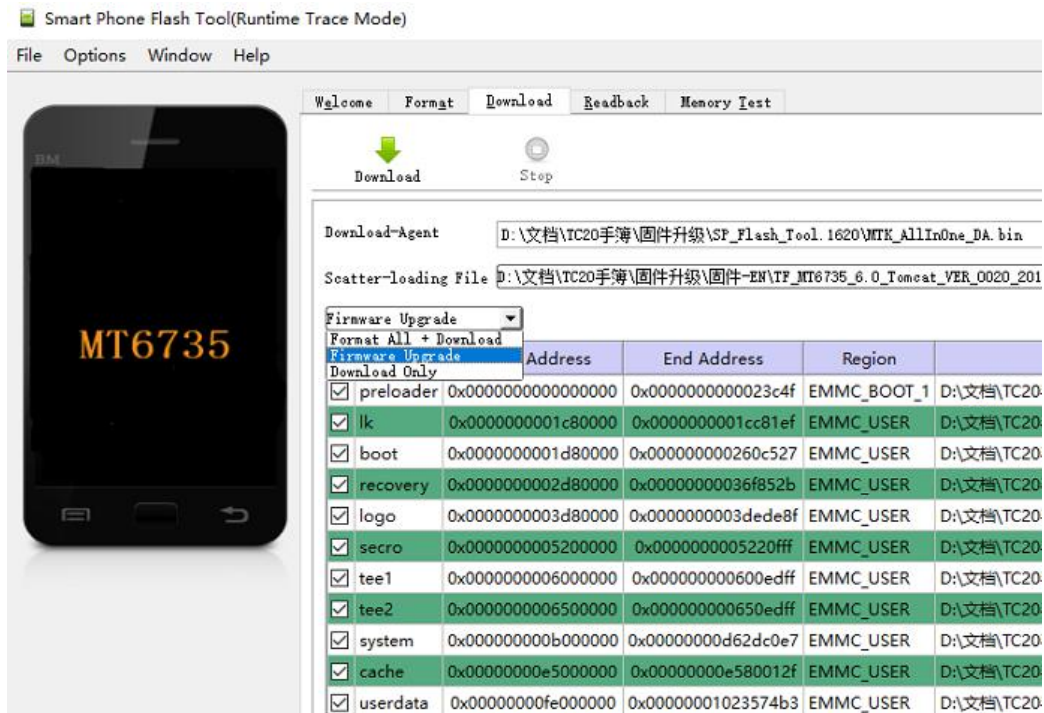 Smart Phone Flash Tool(Runtime Trace Mode)
File Options Window Help
Welcome Format Download Readback Memory Test
BM
Download Stop
Download-Agent D:\文档\TC20手簿\固件升级\SP_Flash_Tool.1620\MTK_AllInOne_DA.bin
Scatter-loading File D:\文档\TC20手簿\固件升级\固件-EN\TF_MT6735_6.0_Tomcat_VER_0020_201
Firmware Upgrade
Format All + Download
Firmware Upgrade
Download Only
MT6735
Address End Address Region
preloader 0x0000000000000000 0x0000000000023c4f EMMC_BOOT_1 D:\文档\TC20
lk 0x0000000001c80000 0x0000000001cc81ef EMMC_USER D:\文档\TC20
boot 0x0000000001d80000 0x000000000260c527 EMMC_USER D:\文档\TC20
recovery 0x0000000002d80000 0x00000000036f852b EMMC_USER D:\文档\TC20
logo 0x0000000003d80000 0x0000000003dede8f EMMC_USER D:\文档\TC20
secro 0x0000000005200000 0x0000000005220fff EMMC_USER D:\文档\TC20
tee1 0x0000000006000000 0x000000000600edff EMMC_USER D:\文档\TC20
tee2 0x0000000006500000 0x000000000650edff EMMC_USER D:\文档\TC20
system 0x000000000b000000 0x00000000d62dc0e7 EMMC_USER D:\文档\TC20
cache 0x00000000e5000000 0x00000000e580012f EMMC_USER D:\文档\TC20
userdata 0x00000000fe000000 0x00000001023574b3 EMMC_USER D:\文档\TC20